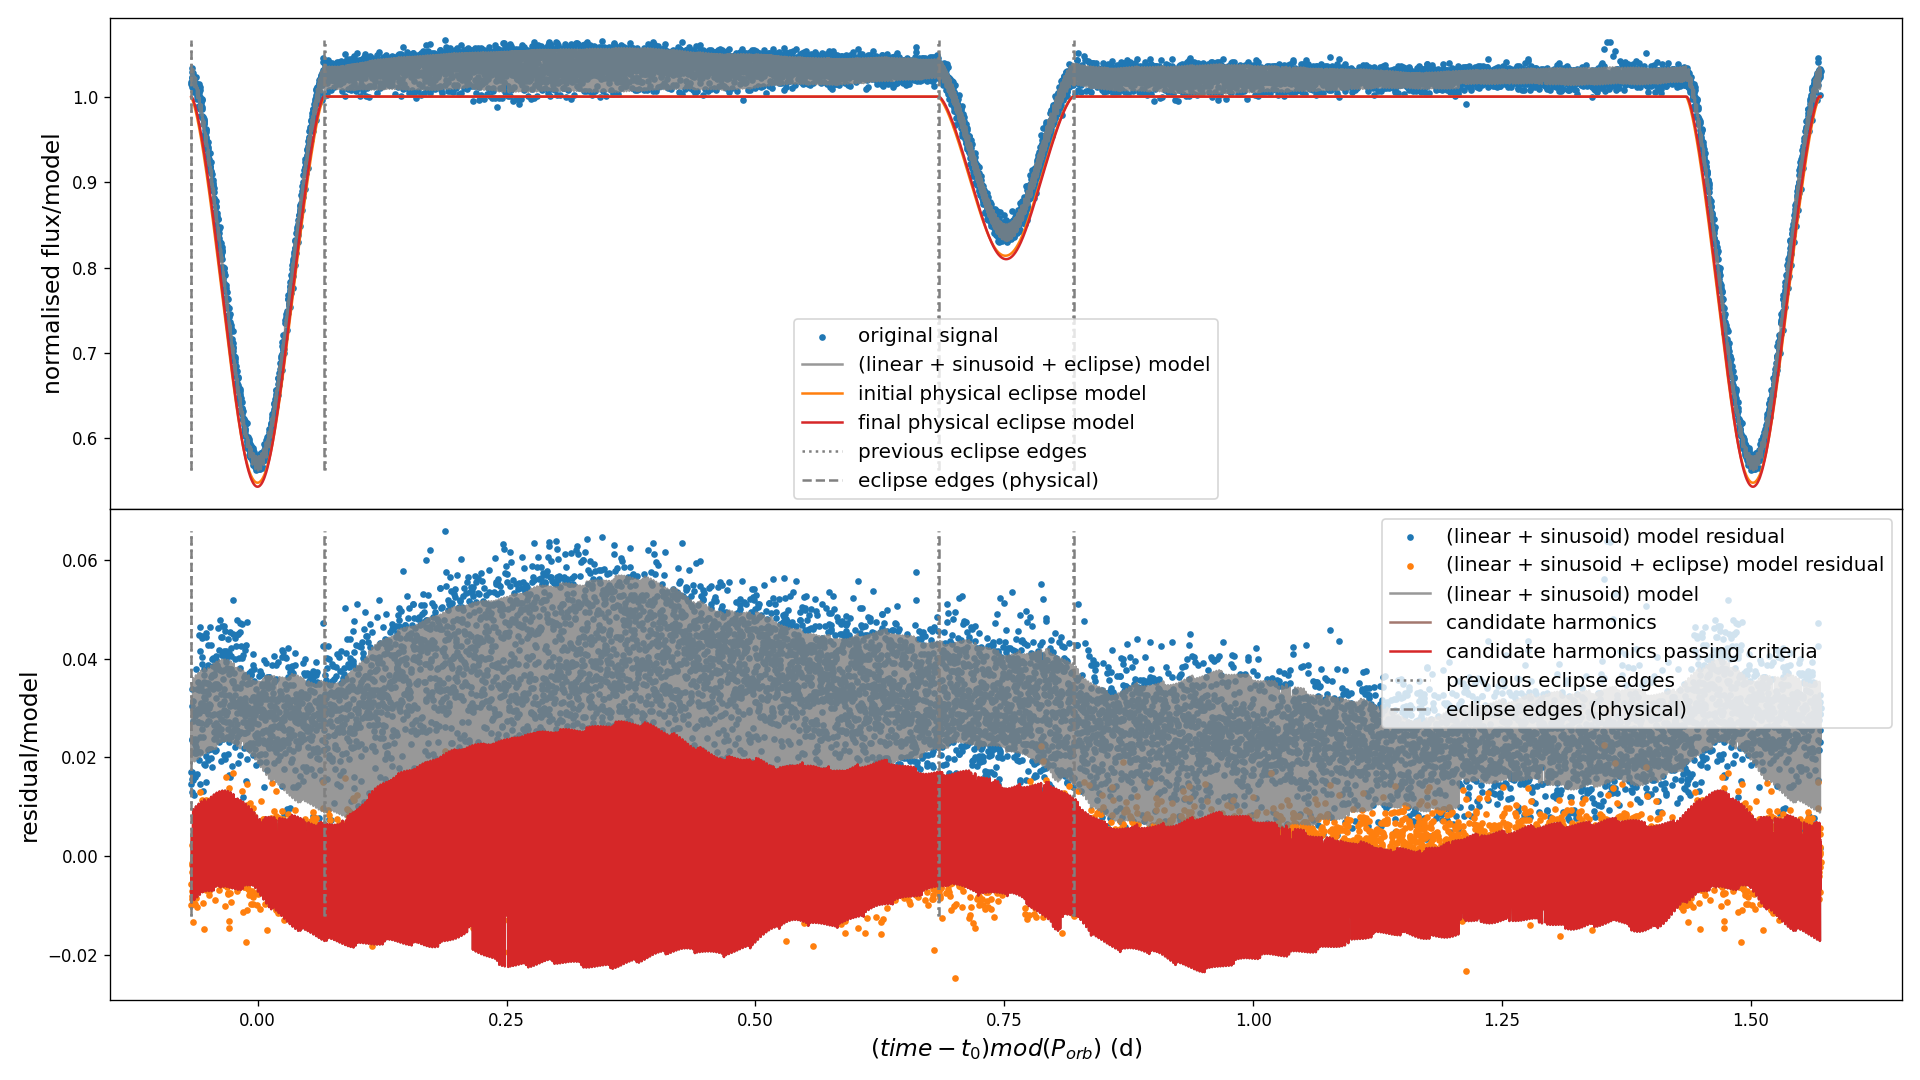 normalised flux/model
1.0
0.9
0.8
0.7
0.6
original signal
(linear + sinusoid + eclipse) model
initial physical eclipse model
final physical eclipse model
previous eclipse edges
eclipse edges (physical)
residual/model
0.06
0.04
0.02
0.00
−0.02
(linear + sinusoid) model residual
(linear + sinusoid + eclipse) model residual
(linear + sinusoid) model
candidate harmonics
candidate harmonics passing criteria
previous eclipse edges
eclipse edges (physical)
0.00 0.25 0.50 0.75 1.00 1.25 1.50
(time − t₀)mod(Pₒᵣb) (d)